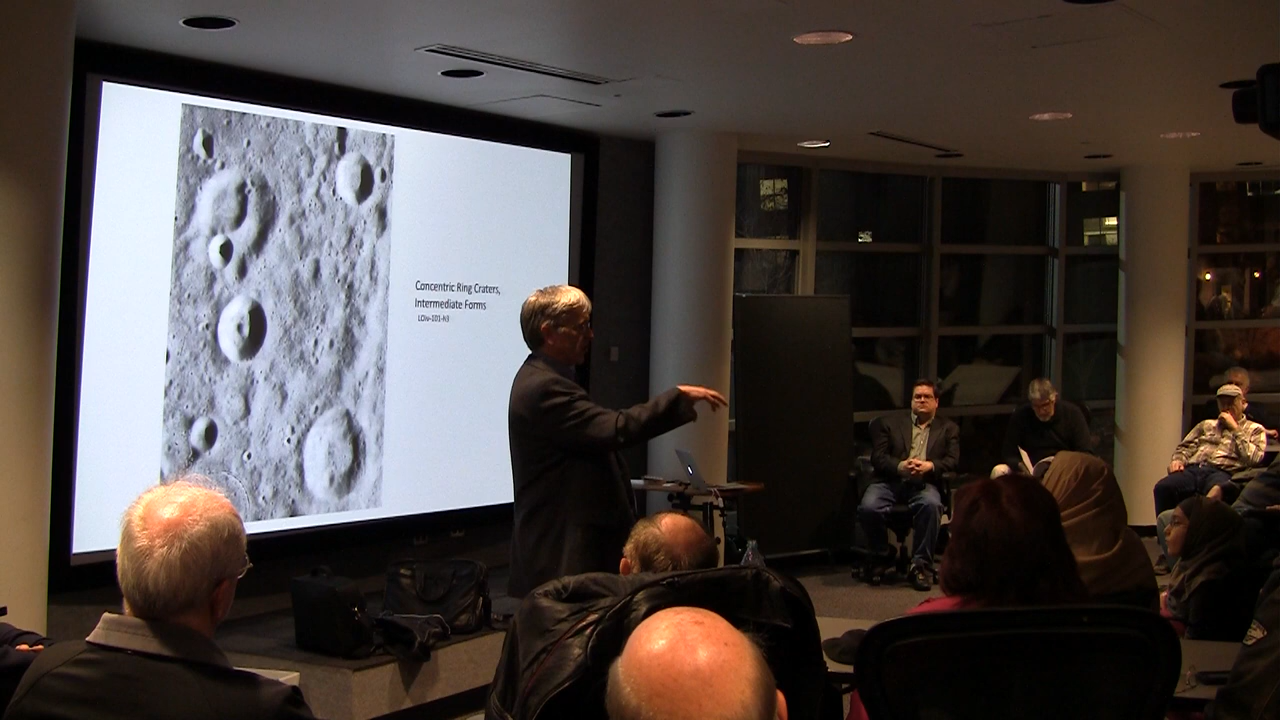 Concentric Ring Craters,
Intermediate Forms
LOiv-101-h3